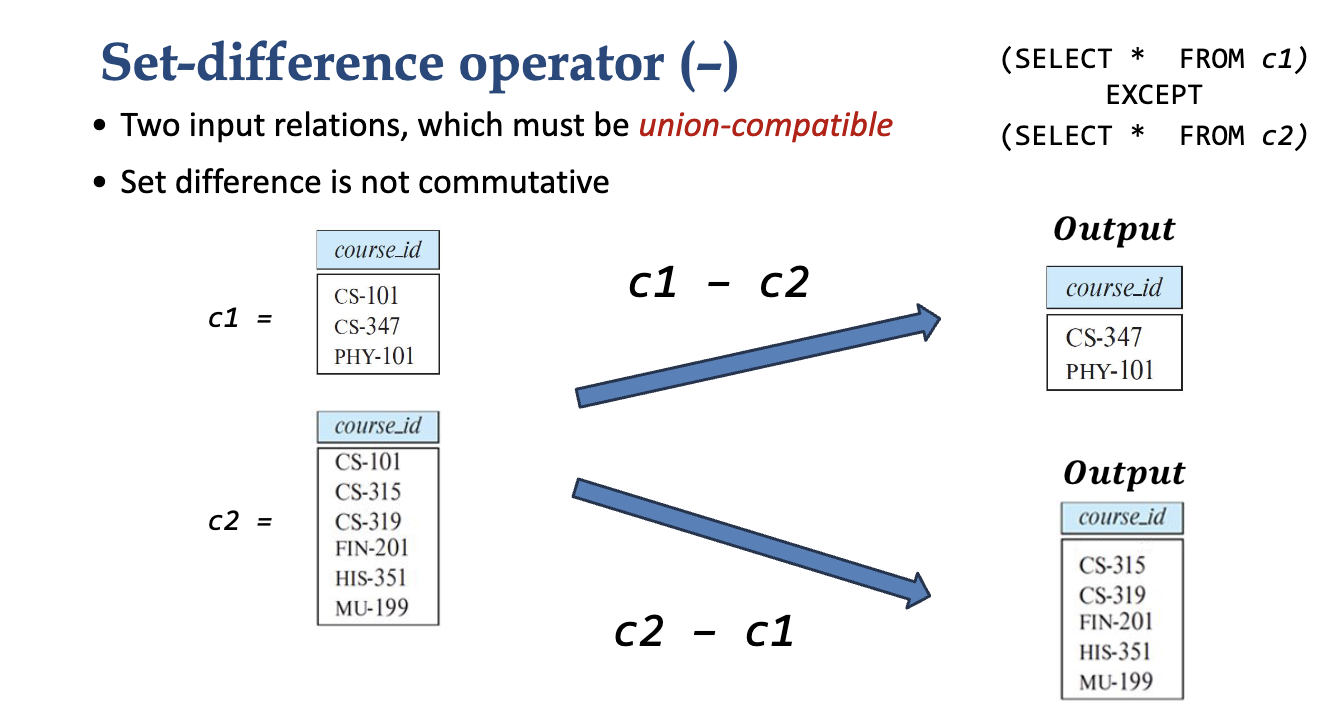 Set-difference operator (–)
(SELECT * FROM c1)
EXCEPT
(SELECT * FROM c2)
• Two input relations, which must be union-compatible
• Set difference is not commutative
c1 =
course_id
CS-101
CS-347
PHY-101
c1 – c2
Output
course_id
CS-347
PHY-101
c2 =
course_id
CS-101
CS-315
CS-319
FIN-201
HIS-351
MU-199
c2 – c1
Output
course_id
CS-315
CS-319
FIN-201
HIS-351
MU-199